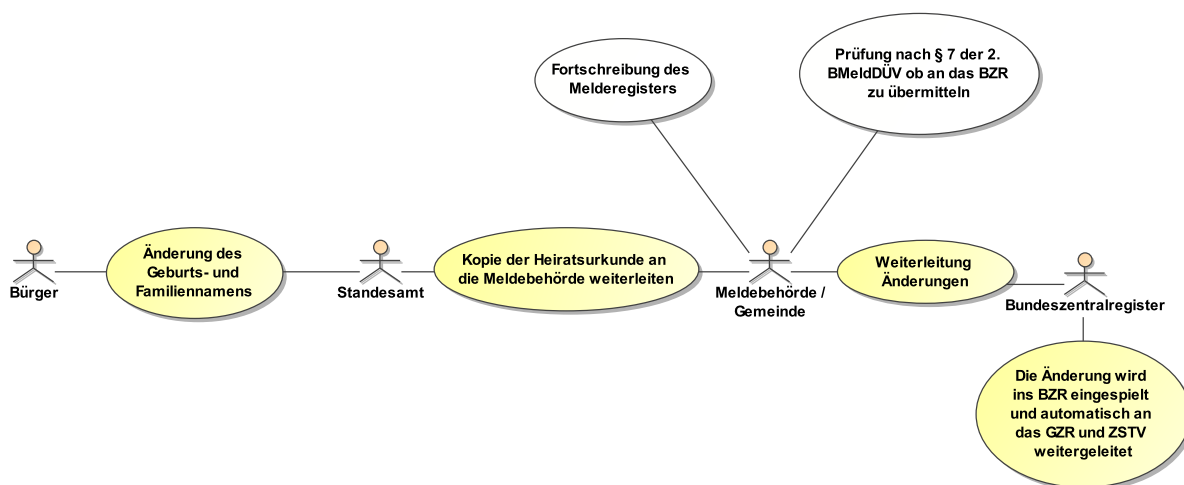 Fortschreibung des
Melderegisters
Prüfung nach § 7 der 2.
BMeldDÜV ob an das BZR
zu übermitteln
Bürger
Änderung des
Geburts- und
Familiennamens
Standesamt
Kopie der Heiratsurkunde an
die Meldebehörde weiterleiten
Meldebehörde /
Gemeinde
Weiterleitung
Änderungen
Bundeszentralregister
Die Änderung wird
ins BZR eingespielt
und automatisch an
das GZR und ZSTV
weitergeleitet